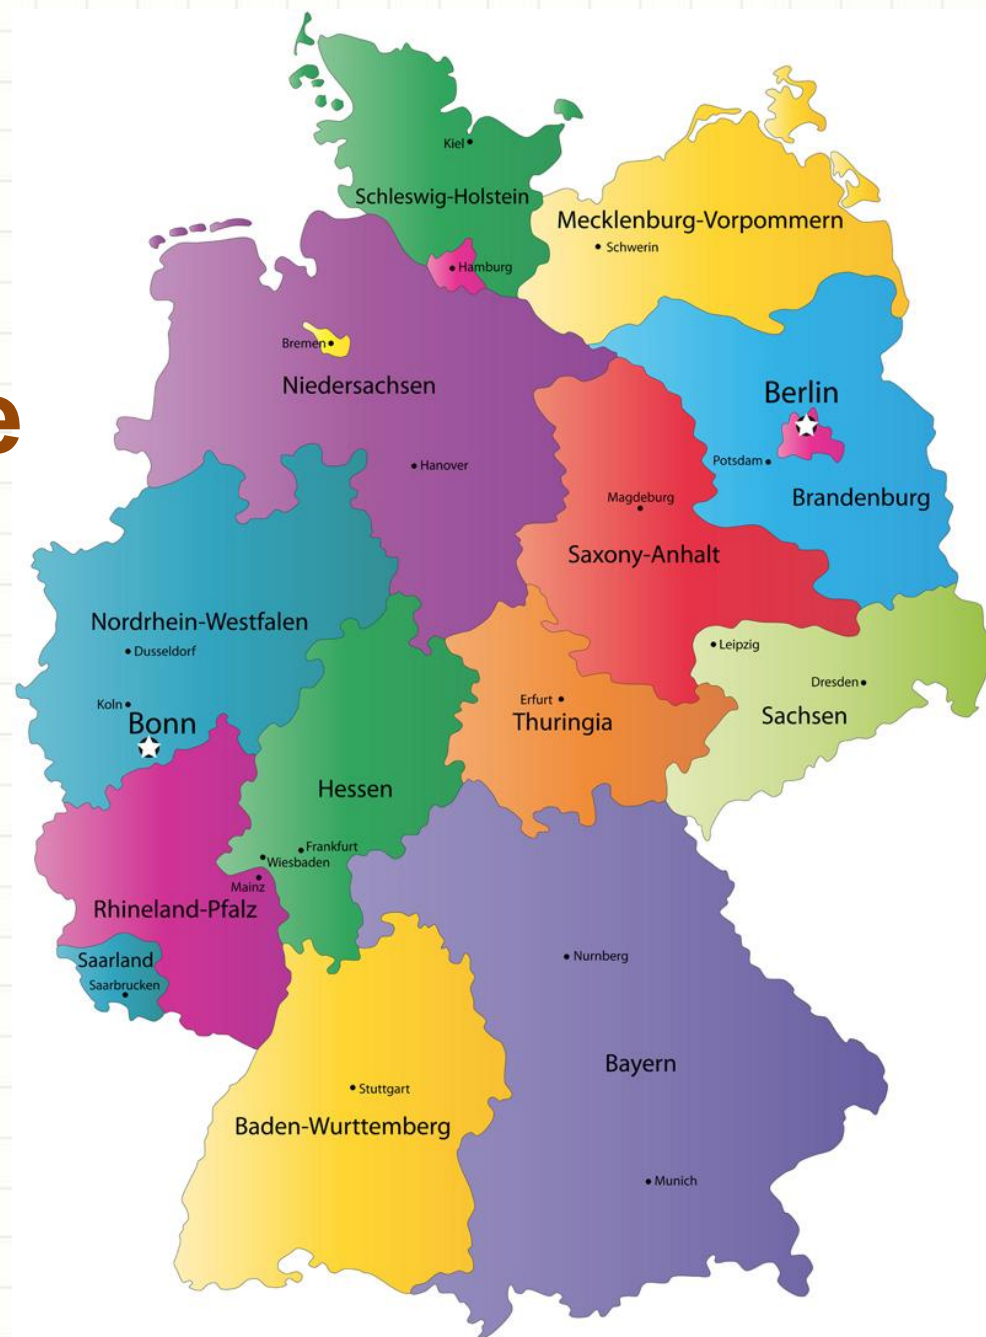 Kiel
Schleswig-Holstein
Mecklenburg-Vorpommern
Schwerin
Hamburg
Bremen
Niedersachsen
Berlin
e
Hanover
Potsdam
Brandenburg
Magdeburg
Saxony-Anhalt
Nordrhein-Westfalen
Dusseldorf
Leipzig
Dresden
Koln
Bonn
Erfurt
Thuringia
Sachsen
Hessen
Frankfurt
Wiesbaden
Mainz
Rhineland-Pfalz
Saarland
Saarbrucken
Nurnberg
Bayern
Stuttgart
Baden-Wurttemberg
Munich